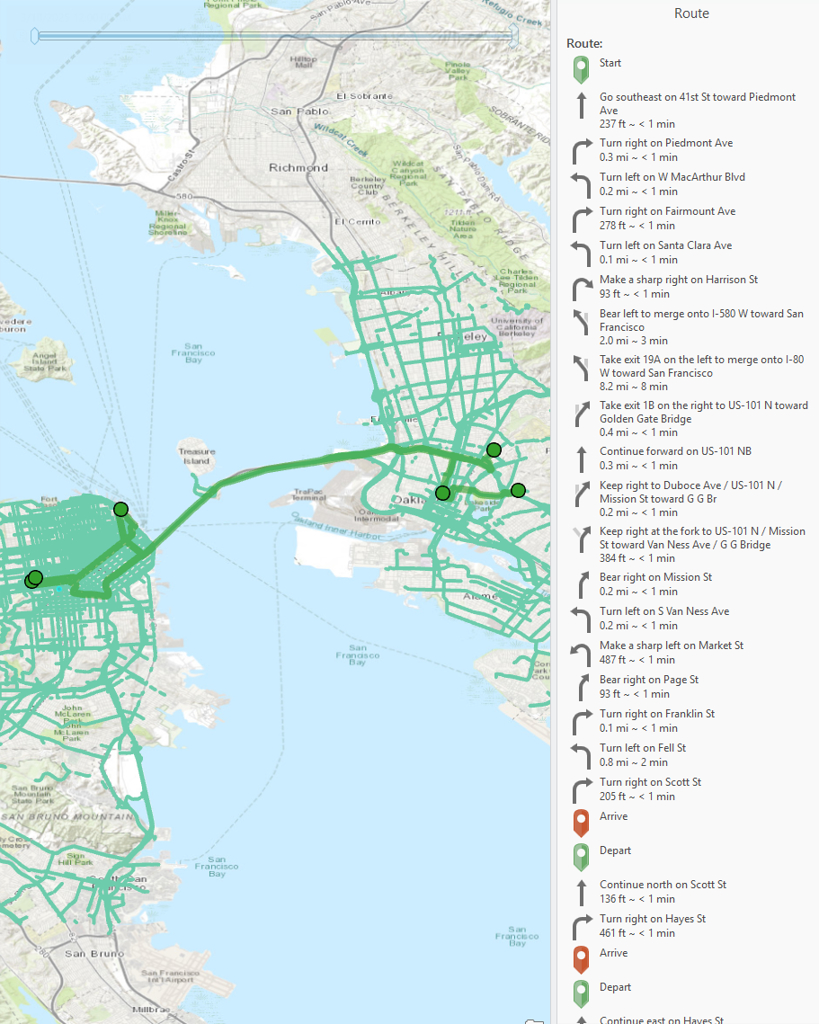 Route
Route:
Start
Go southeast on 41st St toward Piedmont
Ave
237 ft ~ < 1 min
Turn right on Piedmont Ave
0.3 mi ~ < 1 min
Turn left on W MacArthur Blvd
0.2 mi ~ < 1 min
Turn right on Fairmount Ave
278 ft ~ < 1 min
Turn left on Santa Clara Ave
0.1 mi ~ < 1 min
Make a sharp right on Harrison St
93 ft ~ < 1 min
Bear left to merge onto I-580 W toward San
Francisco
2.0 mi ~ 3 min
Take exit 19A on the left to merge onto I-80
W toward San Francisco
8.2 mi ~ 8 min
Take exit 1B on the right to US-101 N toward
Golden Gate Bridge
0.4 mi ~ < 1 min
Continue forward on US-101 NB
0.3 mi ~ < 1 min
Keep right to Duboce Ave / US-101 N /
Mission St toward G G Br
0.2 mi ~ < 1 min
Keep right at the fork to US-101 N / Mission
St toward Van Ness Ave / G G Bridge
384 ft ~ < 1 min
Bear right on Mission St
0.2 mi ~ < 1 min
Turn left on S Van Ness Ave
0.2 mi ~ < 1 min
Make a sharp left on Market St
487 ft ~ < 1 min
Bear right on Page St
93 ft ~ < 1 min
Turn right on Franklin St
0.1 mi ~ < 1 min
Turn left on Fell St
0.8 mi ~ 2 min
Turn right on Scott St
205 ft ~ < 1 min
Arrive
Depart
Continue north on Scott St
136 ft ~ < 1 min
Turn right on Hayes St
461 ft ~ < 1 min
Arrive
Depart
Continue east on Hayes St
Regional Park
San Pablo Ave
Refugio Creek
Hilltop
Mall
Pinole
Valley
Park
El Sobrante
San Pablo
Wildcat Creek
Castro St
Richmond
Wildcat
Canyon
Regional
Park
Berkeley
Country
Club
580
Miller
Knox
Regional
Shoreline
El Cerrito
Tilden
Nature
Area
Charles
Lee Tilden
Regional
Park
University of
California
Berkeley
Angel
Island
State Park
San
Francisco
Bay
Treasure
Island
TraPac
Terminal
Oakland
Intermodal
Oakland Inner Harbor
San
Francisco
Bay
John
McLaren
Park
John
McLaren Park
San Bruno
Mountain
State Park
SAN BRUNO MOUNTAIN
Sign
Hill Park
San
Francisco
Bay
San
Francisco
Bay
San Bruno
San Francisco
Int'l Airport
Millbrae